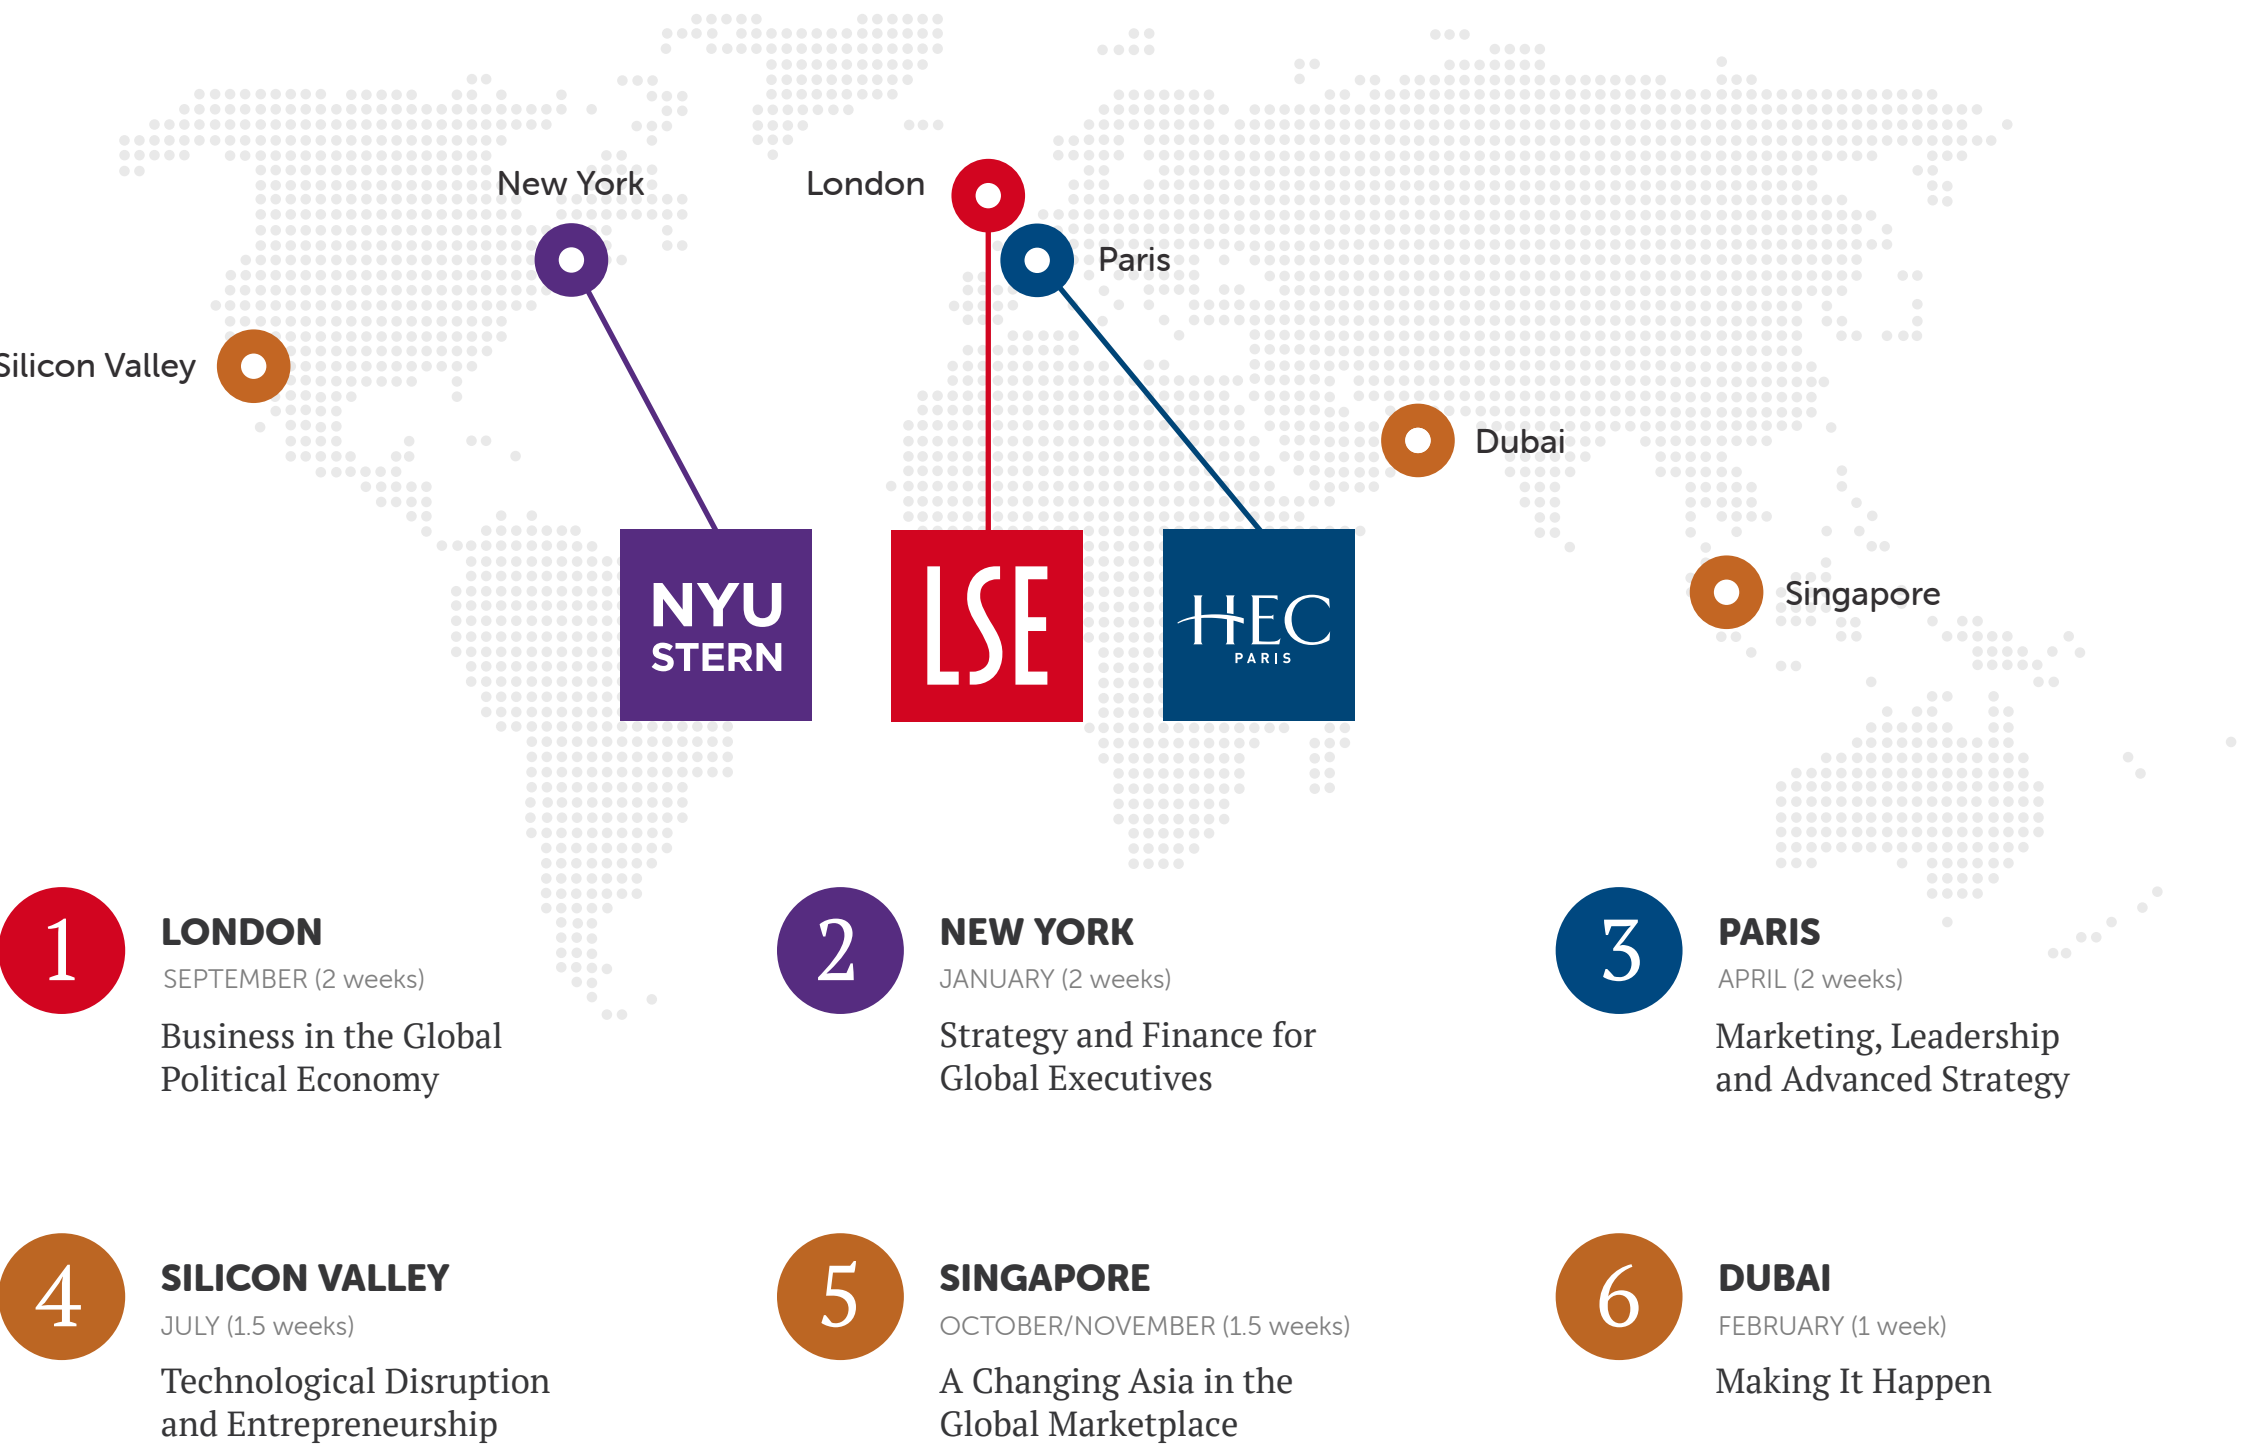 New York
London
Paris
Silicon Valley
Dubai
Singapore
NYU
STERN
LSE
HEC
PARIS
1
LONDON
SEPTEMBER (2 weeks)
Business in the Global
Political Economy
2
NEW YORK
JANUARY (2 weeks)
Strategy and Finance for
Global Executives
3
PARIS
APRIL (2 weeks)
Marketing, Leadership
and Advanced Strategy
4
SILICON VALLEY
JULY (1.5 weeks)
Technological Disruption
and Entrepreneurship
5
SINGAPORE
OCTOBER/NOVEMBER (1.5 weeks)
A Changing Asia in the
Global Marketplace
6
DUBAI
FEBRUARY (1 week)
Making It Happen